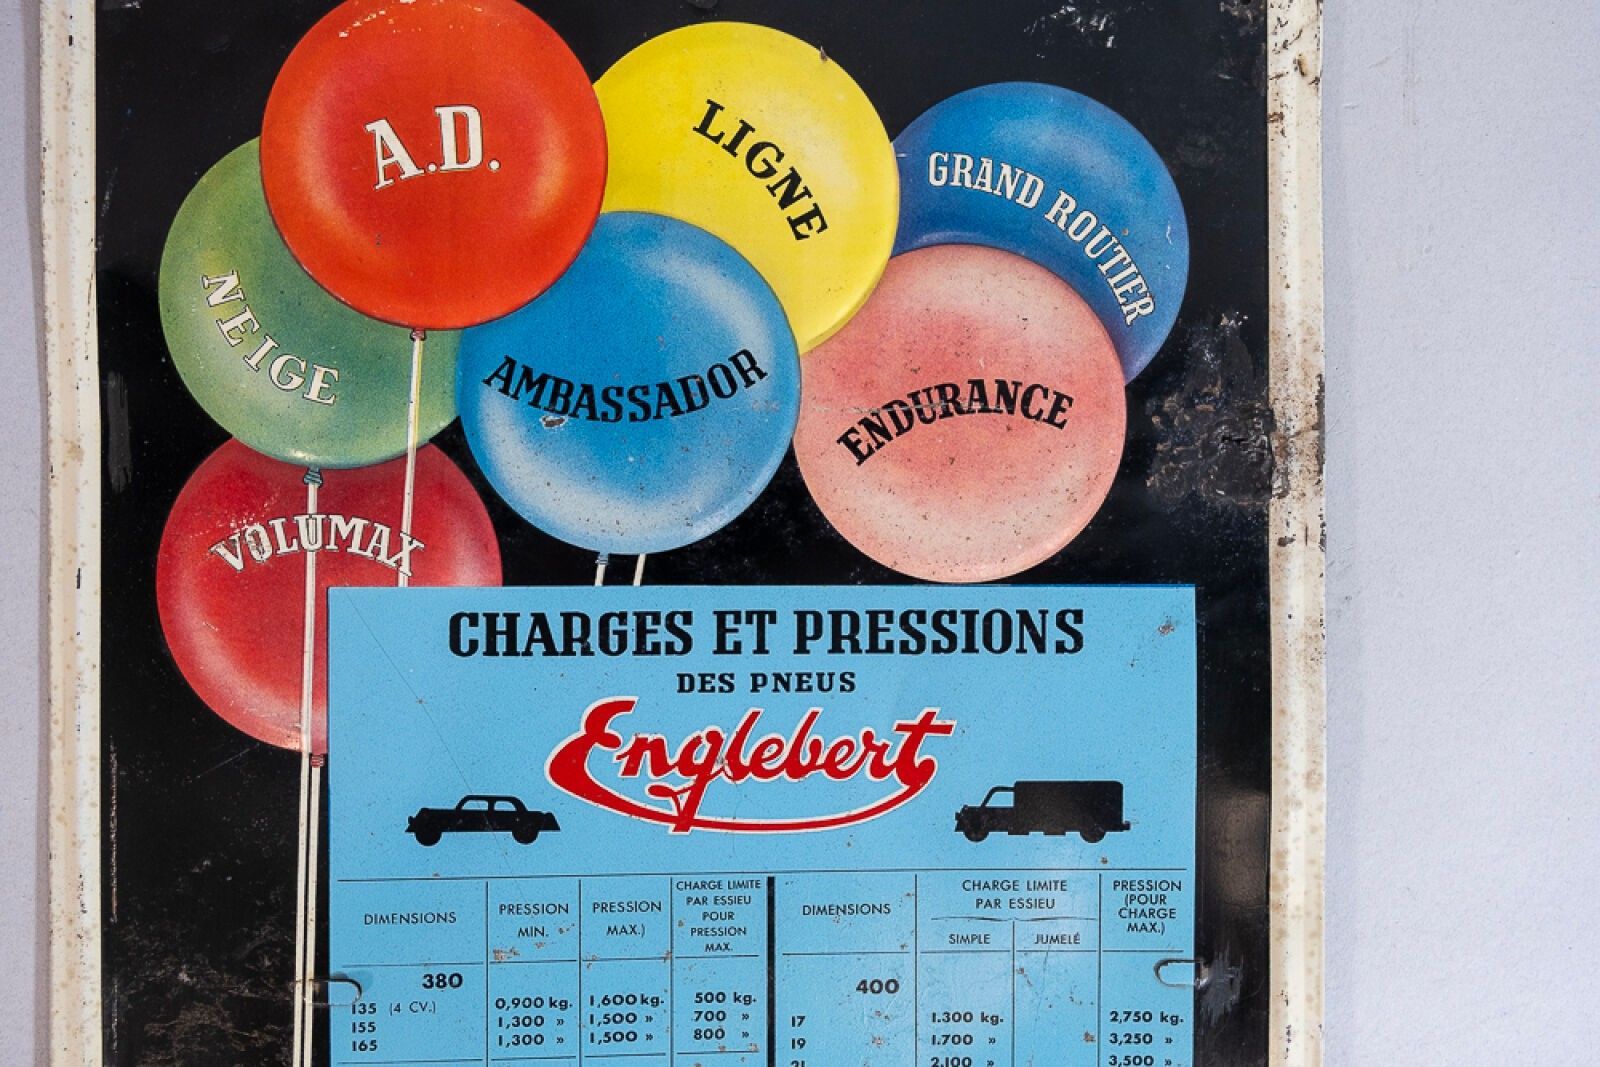 A.D.
LIGNE
GRAND ROUTIER
NEIGE
AMBASSADOR
ENDURANCE
VOLUMAX
CHARGES ET PRESSIONS
DES PNEUS
Englebert
DIMENSIONS
PRESSION
MIN.
PRESSION
MAX.)
CHARGE LIMITE
PAR ESSIEU
POUR
PRESSION
MAX.
380
135 (4 CV.) 0,900 kg. 1,600 kg. 500 kg.
155 1,300 » 1,500 » 700 »
165 1,300 » 1,500 » 800 »
DIMENSIONS
CHARGE LIMITE
PAR ESSIEU
SIMPLE JUMELÉ
PRESSION
(POUR
CHARGE
MAX.)
400
17 1.300 kg. 2,750 kg.
19 1.700 » 3,250 »
21 2.100 » 3,500 »